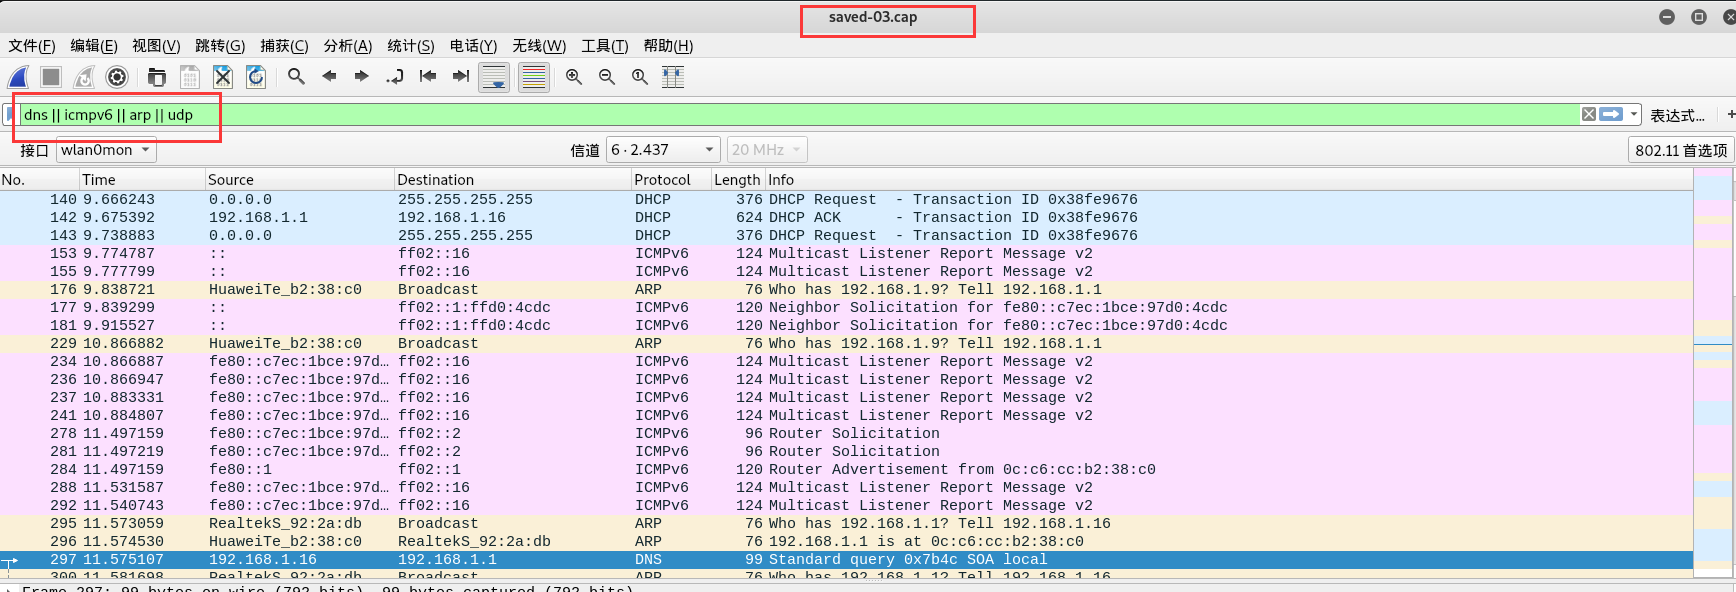 saved-03.cap
文件(F) 编辑(E) 视图(V) 跳转(G) 捕获(C) 分析(A) 统计(S) 电话(Y) 无线(W) 工具(T) 帮助(H)
dns || icmpv6 || arp || udp 表达式… +
接口 wlan0mon 信道 6 · 2.437 20 MHz 802.11 首选项
No. Time Source Destination Protocol Length Info
140 9.666243 0.0.0.0 255.255.255.255 DHCP 376 DHCP Request - Transaction ID 0x38fe9676
142 9.675392 192.168.1.1 192.168.1.16 DHCP 624 DHCP ACK - Transaction ID 0x38fe9676
143 9.738883 0.0.0.0 255.255.255.255 DHCP 376 DHCP Request - Transaction ID 0x38fe9676
153 9.774787 :: ff02::16 ICMPv6 124 Multicast Listener Report Message v2
155 9.777799 :: ff02::16 ICMPv6 124 Multicast Listener Report Message v2
176 9.838721 HuaweiTe_b2:38:c0 Broadcast ARP 76 Who has 192.168.1.9? Tell 192.168.1.1
177 9.839299 :: ff02::1:ffd0:4cdc ICMPv6 120 Neighbor Solicitation for fe80::c7ec:1bce:97d0:4cdc
181 9.915527 :: ff02::1:ffd0:4cdc ICMPv6 120 Neighbor Solicitation for fe80::c7ec:1bce:97d0:4cdc
229 10.866882 HuaweiTe_b2:38:c0 Broadcast ARP 76 Who has 192.168.1.9? Tell 192.168.1.1
234 10.866887 fe80::c7ec:1bce:97d… ff02::16 ICMPv6 124 Multicast Listener Report Message v2
236 10.866947 fe80::c7ec:1bce:97d… ff02::16 ICMPv6 124 Multicast Listener Report Message v2
237 10.883331 fe80::c7ec:1bce:97d… ff02::16 ICMPv6 124 Multicast Listener Report Message v2
241 10.884807 fe80::c7ec:1bce:97d… ff02::16 ICMPv6 124 Multicast Listener Report Message v2
278 11.497159 fe80::c7ec:1bce:97d… ff02::2 ICMPv6 96 Router Solicitation
281 11.497219 fe80::c7ec:1bce:97d… ff02::2 ICMPv6 96 Router Solicitation
284 11.497159 fe80::1 ff02::1 ICMPv6 120 Router Advertisement from 0c:c6:cc:b2:38:c0
288 11.531587 fe80::c7ec:1bce:97d… ff02::16 ICMPv6 124 Multicast Listener Report Message v2
292 11.540743 fe80::c7ec:1bce:97d… ff02::16 ICMPv6 124 Multicast Listener Report Message v2
295 11.573059 RealtekS_92:2a:db Broadcast ARP 76 Who has 192.168.1.1? Tell 192.168.1.16
296 11.574530 HuaweiTe_b2:38:c0 RealtekS_92:2a:db ARP 76 192.168.1.1 is at 0c:c6:cc:b2:38:c0
297 11.575107 192.168.1.16 192.168.1.1 DNS 99 Standard query 0x7b4c SOA local
300 11.581698 RealtekS_92:2a:db Broadcast ARP 76 Who has 192.168.1.1? Tell 192.168.1.16
Frame 297: 99 bytes on wire (792 bits), 99 bytes captured (792 bits)